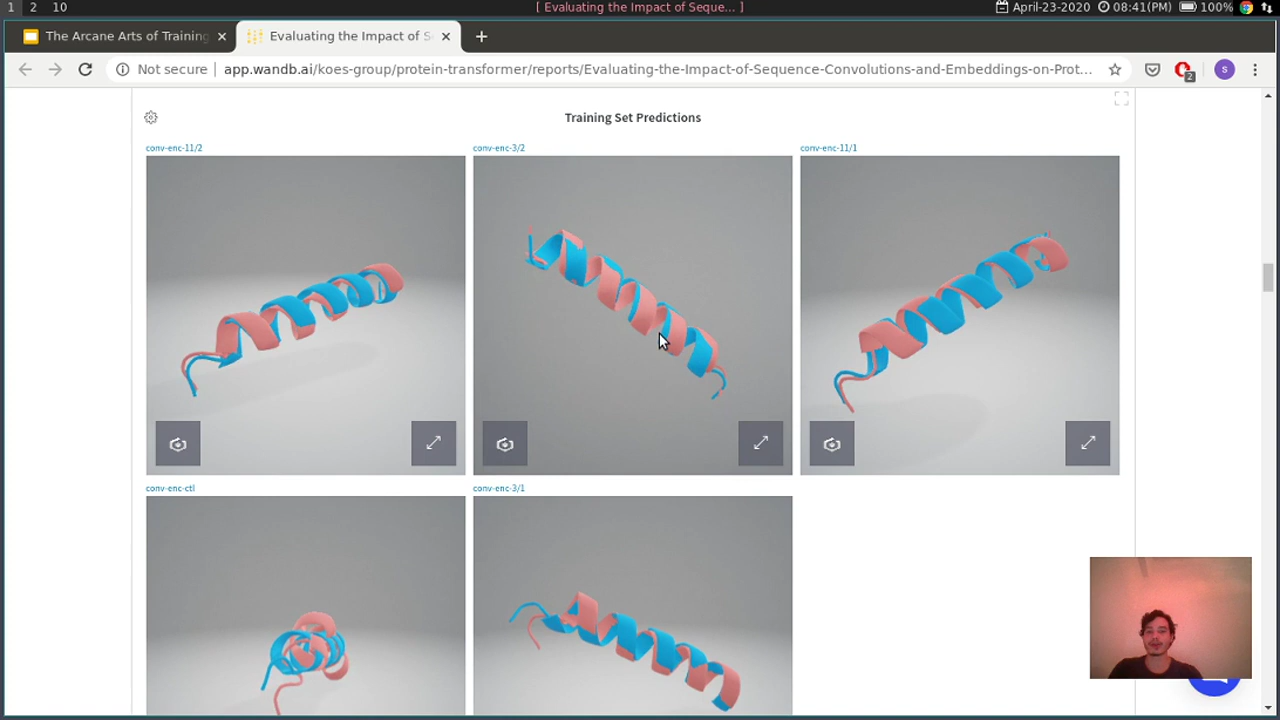 1 2 10
[ Evaluating the Impact of Seque... ]
April-23-2020 08:41(PM) 100%
The Arcane Arts of Training
Evaluating the Impact of S
Not secure app.wandb.ai/koes-group/protein-transformer/reports/Evaluating-the-Impact-of-Sequence-Convolutions-and-Embeddings-on-Prot...
2
S
Training Set Predictions
conv-enc-11/2
conv-enc-3/2
conv-enc-11/1
conv-enc-ctl
conv-enc-3/1